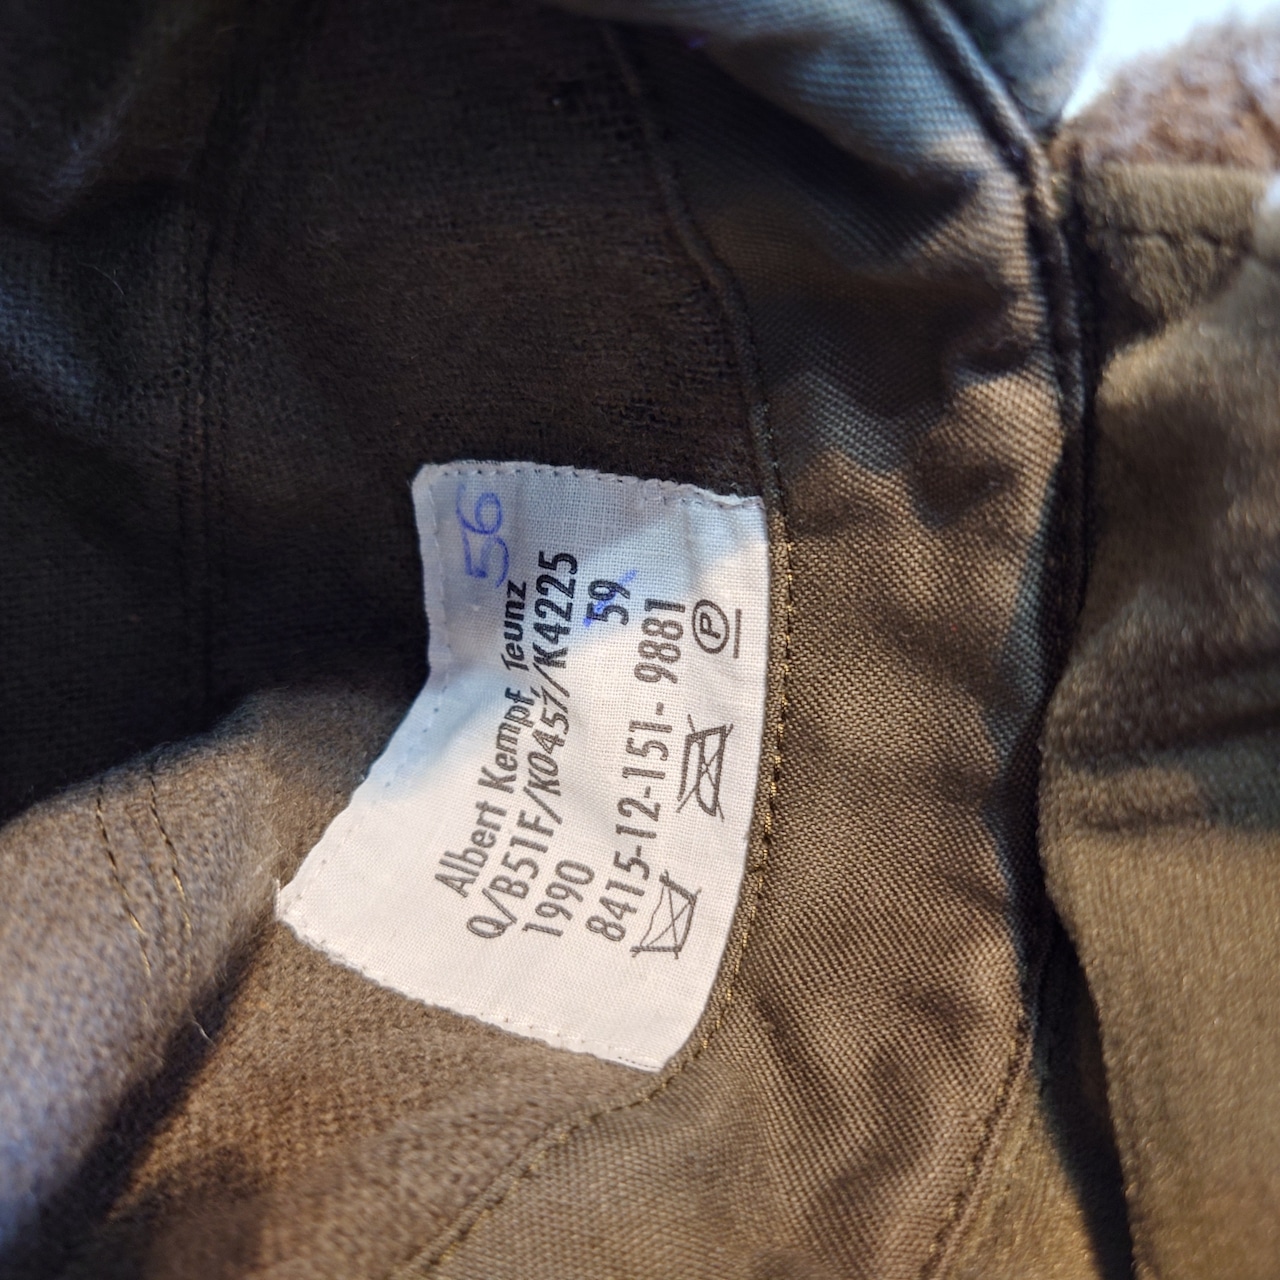 56
Albert Kempf, Teunz
Q/B51F/K0457/K4225
1990 59
8415-12-151-9881
P